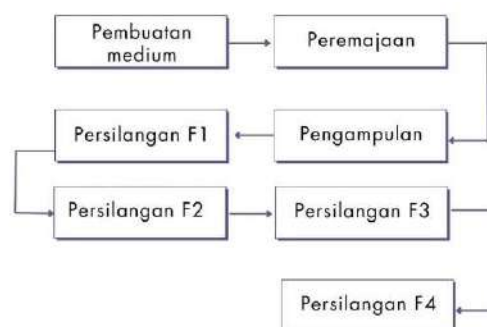 Pembuatan
medium
Peremajaan
Pengampulan
Persilangan F1
Persilangan F2
Persilangan F3
Persilangan F4